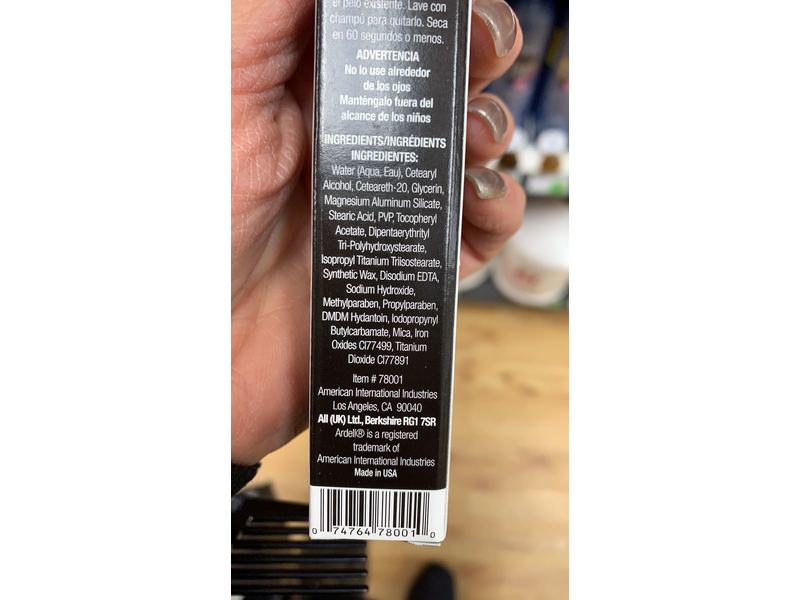 el pelo existente. Lave con
champú para quitarlo. Seca
en 60 segundos o menos.
ADVERTENCIA
No lo use alrededor
de los ojos
Manténgalo fuera del
alcance de los niños
INGREDIENTS/INGRÉDIENTS
INGREDIENTES:
Water (Aqua, Eau), Cetearyl
Alcohol, Ceteareth-20, Glycerin,
Magnesium Aluminum Silicate,
Stearic Acid, PVP, Tocopheryl
Acetate, Dipentaerythrityl
Tri-Polyhydroxystearate,
Isopropyl Titanium Triisostearate,
Synthetic Wax, Disodium EDTA,
Sodium Hydroxide,
Methylparaben, Propylparaben,
DMDM Hydantoin, Iodopropynyl
Butylcarbamate, Mica, Iron
Oxides CI77499, Titanium
Dioxide CI77891
Item # 78001
American International Industries
Los Angeles, CA 90040
AII (UK) Ltd., Berkshire RG1 7SR
Ardell® is a registered
trademark of
American International Industries
Made in USA
0 74764 78001 0